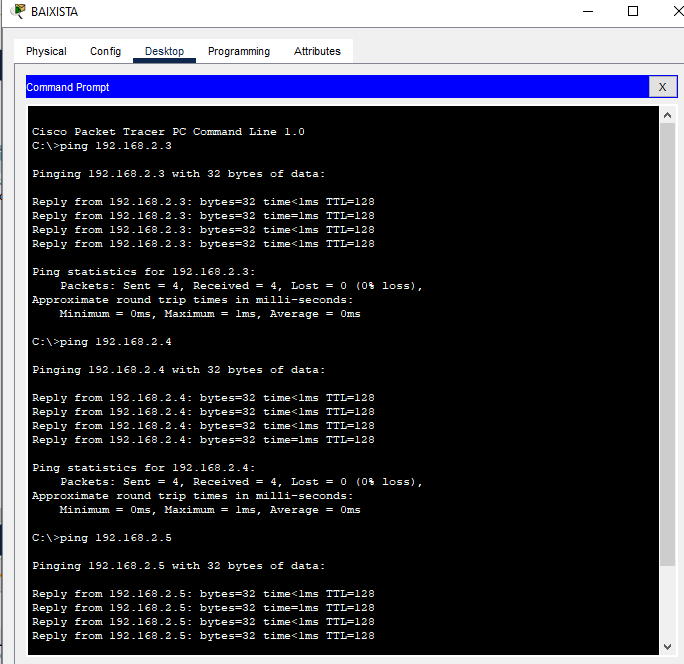 BAIXISTA
Physical Config Desktop Programming Attributes
Command Prompt X
Cisco Packet Tracer PC Command Line 1.0
C:\>ping 192.168.2.3
Pinging 192.168.2.3 with 32 bytes of data:
Reply from 192.168.2.3: bytes=32 time<1ms TTL=128
Reply from 192.168.2.3: bytes=32 time<1ms TTL=128
Reply from 192.168.2.3: bytes=32 time=1ms TTL=128
Reply from 192.168.2.3: bytes=32 time<1ms TTL=128
Ping statistics for 192.168.2.3:
Packets: Sent = 4, Received = 4, Lost = 0 (0% loss),
Approximate round trip times in milli-seconds:
Minimum = 0ms, Maximum = 1ms, Average = 0ms
C:\>ping 192.168.2.4
Pinging 192.168.2.4 with 32 bytes of data:
Reply from 192.168.2.4: bytes=32 time<1ms TTL=128
Reply from 192.168.2.4: bytes=32 time<1ms TTL=128
Reply from 192.168.2.4: bytes=32 time=1ms TTL=128
Reply from 192.168.2.4: bytes=32 time<1ms TTL=128
Ping statistics for 192.168.2.4:
Packets: Sent = 4, Received = 4, Lost = 0 (0% loss),
Approximate round trip times in milli-seconds:
Minimum = 0ms, Maximum = 1ms, Average = 0ms
C:\>ping 192.168.2.5
Pinging 192.168.2.5 with 32 bytes of data:
Reply from 192.168.2.5: bytes=32 time<1ms TTL=128
Reply from 192.168.2.5: bytes=32 time=1ms TTL=128
Reply from 192.168.2.5: bytes=32 time<1ms TTL=128
Reply from 192.168.2.5: bytes=32 time<1ms TTL=128